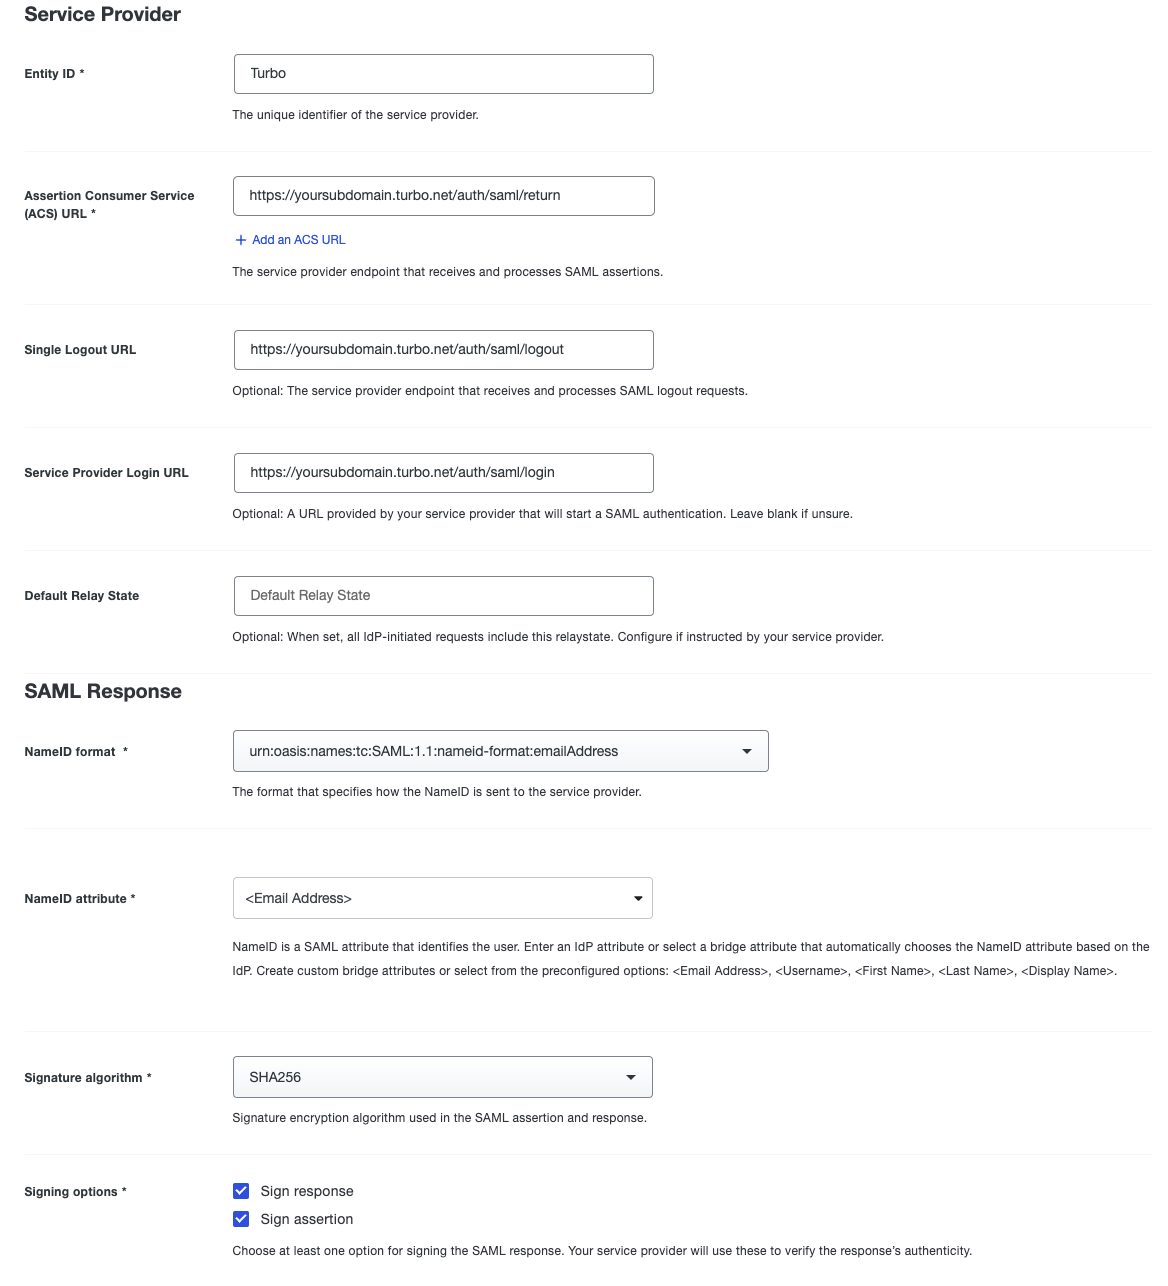 Service Provider
Entity ID *
Turbo
The unique identifier of the service provider.
Assertion Consumer Service
(ACS) URL *
https://yoursubdomain.turbo.net/auth/saml/return
+ Add an ACS URL
The service provider endpoint that receives and processes SAML assertions.
Single Logout URL
https://yoursubdomain.turbo.net/auth/saml/logout
Optional: The service provider endpoint that receives and processes SAML logout requests.
Service Provider Login URL
https://yoursubdomain.turbo.net/auth/saml/login
Optional: A URL provided by your service provider that will start a SAML authentication. Leave blank if unsure.
Default Relay State
Default Relay State
Optional: When set, all IdP-initiated requests include this relaystate. Configure if instructed by your service provider.
SAML Response
NameID format *
urn:oasis:names:tc:SAML:1.1:nameid-format:emailAddress
The format that specifies how the NameID is sent to the service provider.
NameID attribute *
<Email Address>
NameID is a SAML attribute that identifies the user. Enter an IdP attribute or select a bridge attribute that automatically chooses the NameID attribute based on the
IdP. Create custom bridge attributes or select from the preconfigured options: <Email Address>, <Username>, <First Name>, <Last Name>, <Display Name>.
Signature algorithm *
SHA256
Signature encryption algorithm used in the SAML assertion and response.
Signing options *
Sign response
Sign assertion
Choose at least one option for signing the SAML response. Your service provider will use these to verify the response's authenticity.